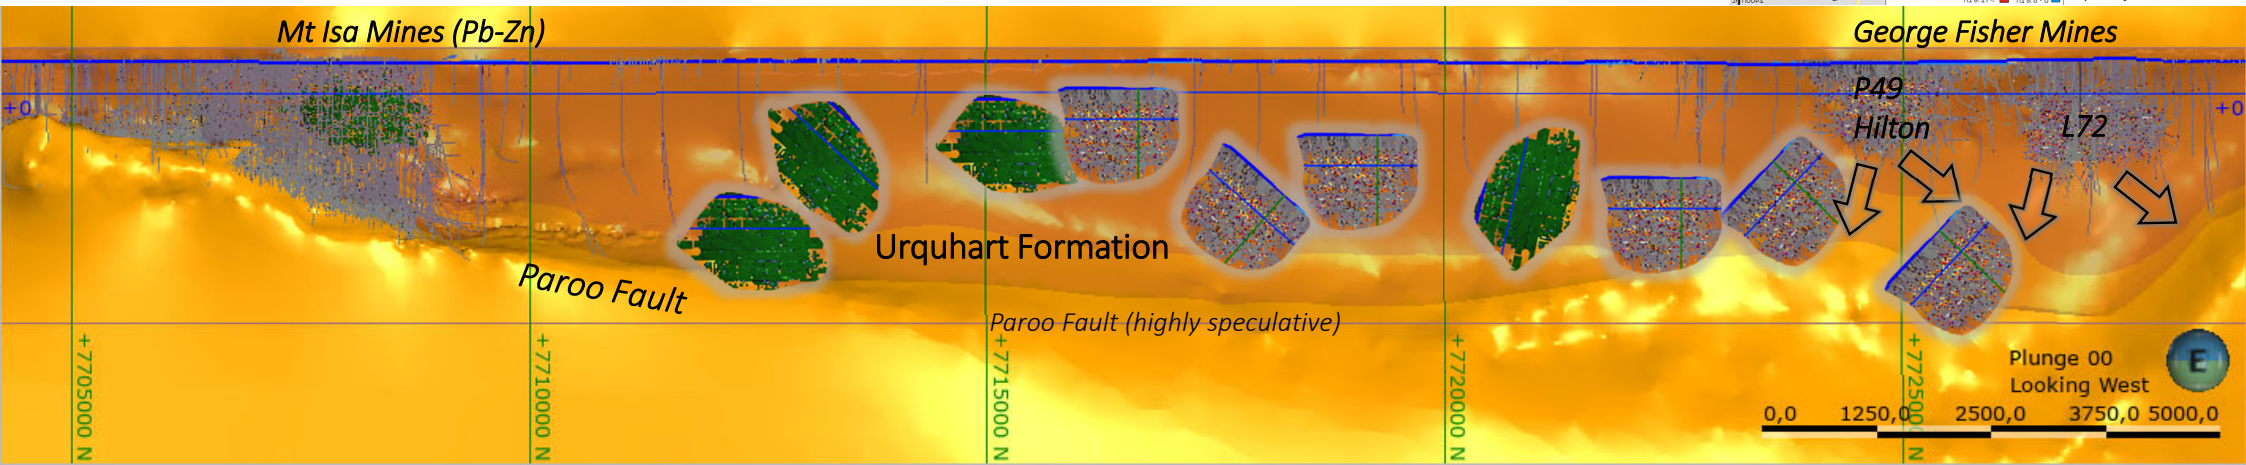 Mt Isa Mines (Pb-Zn)
George Fisher Mines
P49
Hilton
L72
+0
+0
Urquhart Formation
Paroo Fault
Paroo Fault (highly speculative)
+7705000 N
+7710000 N
+7715000 N
+7720000 N
+7725000 N
Plunge 00
Looking West
E
0,0 1250,0 2500,0 3750,0 5000,0